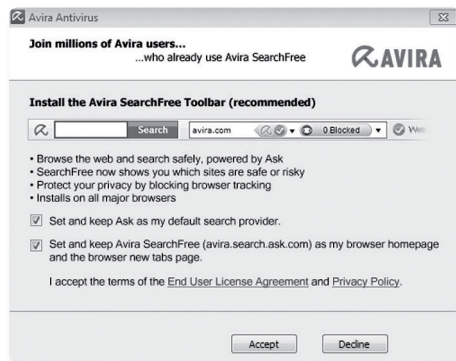 Avira Antivirus
Join millions of Avira users...
...who already use Avira SearchFree
AVIRA
Install the Avira SearchFree Toolbar (recommended)
Search avira.com 0 Blocked Web
• Browse the web and search safely, powered by Ask
• SearchFree now shows you which sites are safe or risky
• Protect your privacy by blocking browser tracking
• Installs on all major browsers
Set and keep Ask as my default search provider.
Set and keep Avira SearchFree (avira.search.ask.com) as my browser homepage
and the browser new tabs page.
I accept the terms of the End User License Agreement and Privacy Policy.
Accept Decline